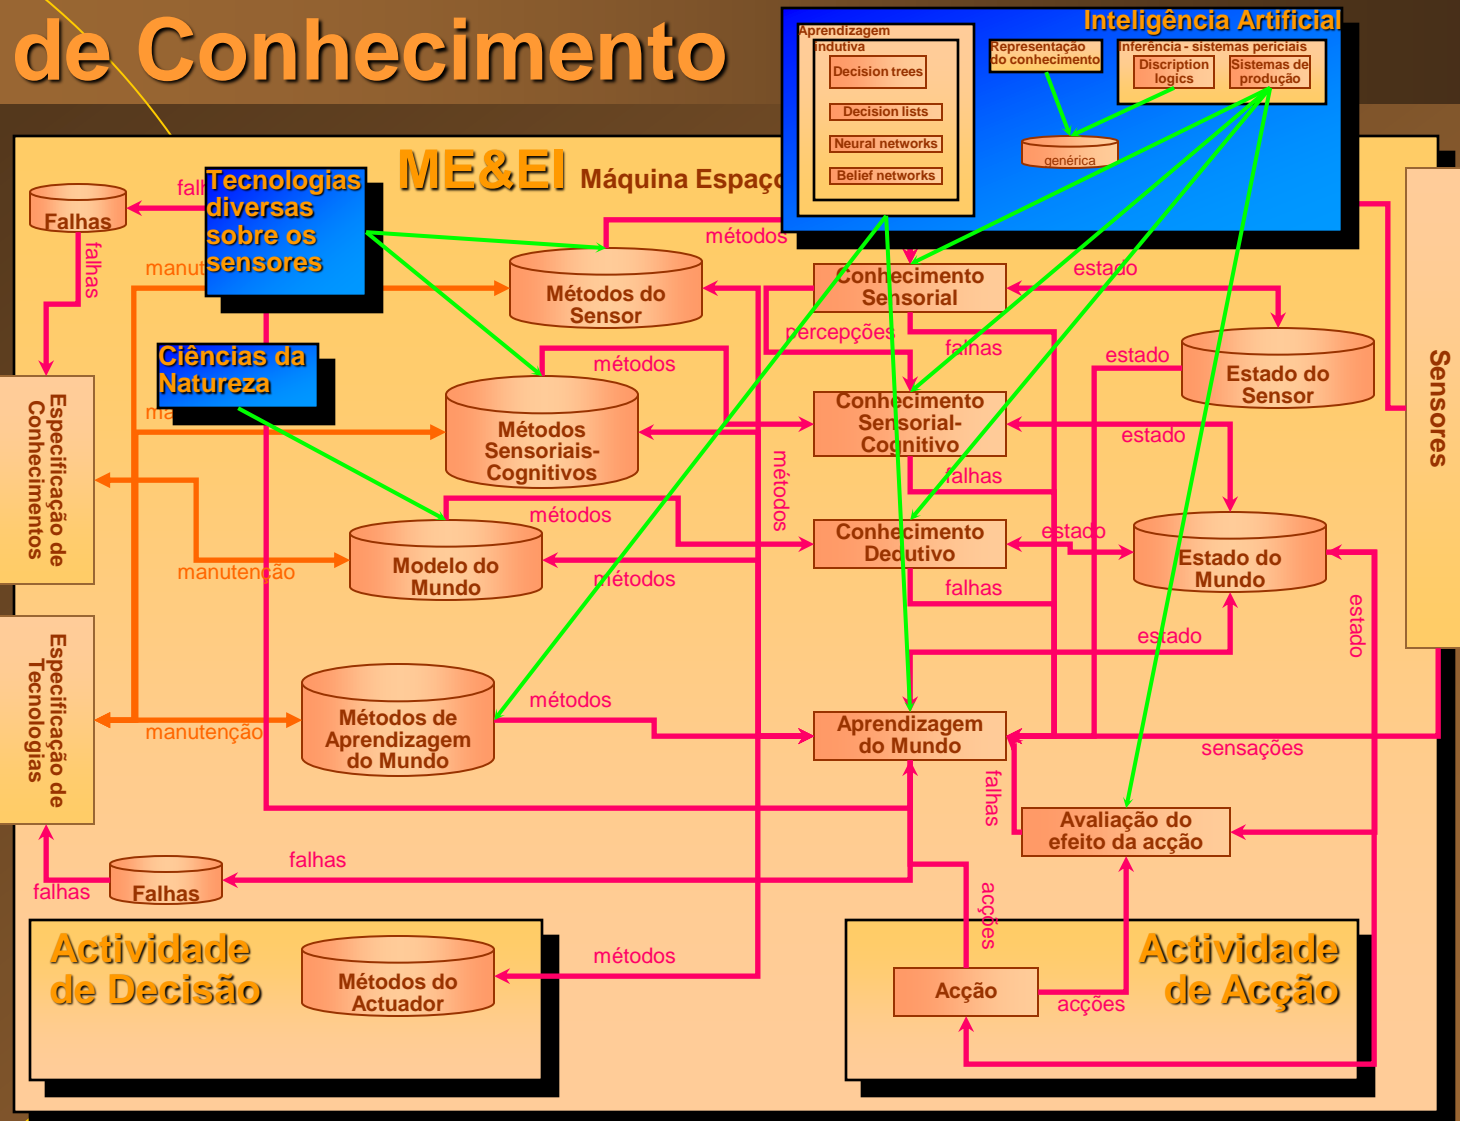 de Conhecimento
Inteligência Artificial
Aprendizagem
indutiva
Decision trees
Decision lists
Neural networks
Belief networks
Representação
do conhecimento
Inferência - sistemas periciais
Discription
logics
Sistemas de
produção
genérica
ME&EI Máquina Espaço
Tecnologias
diversas
sobre os
sensores
Falhas
falhas
métodos
Métodos do
Sensor
Conhecimento
Sensorial
estado
percepções
falhas
Ciências da
Natureza
métodos
estado
Estado do
Sensor
Sensores
Especificação de
Conhecimentos
Métodos
Sensoriais-
Cognitivos
Conhecimento
Sensorial-
Cognitivo
estado
falhas
métodos
métodos
Modelo do
Mundo
manutenção
métodos
Conhecimento
Dedutivo
estado
Estado do
Mundo
falhas
estado
estado
Especificação de
Tecnologias
manutenção
Métodos de
Aprendizagem
do Mundo
métodos
Aprendizagem
do Mundo
sensações
falhas
Avaliação do
efeito da acção
falhas
falhas
Falhas
acções
Actividade
de Decisão
Métodos do
Actuador
métodos
Acção
acções
Actividade
de Acção